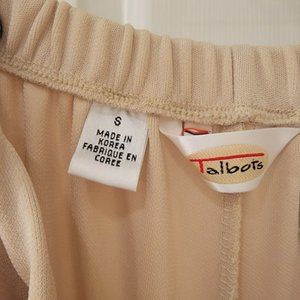 S
MADE IN
KOREA
FABRIQUE EN
COREE
Talbots